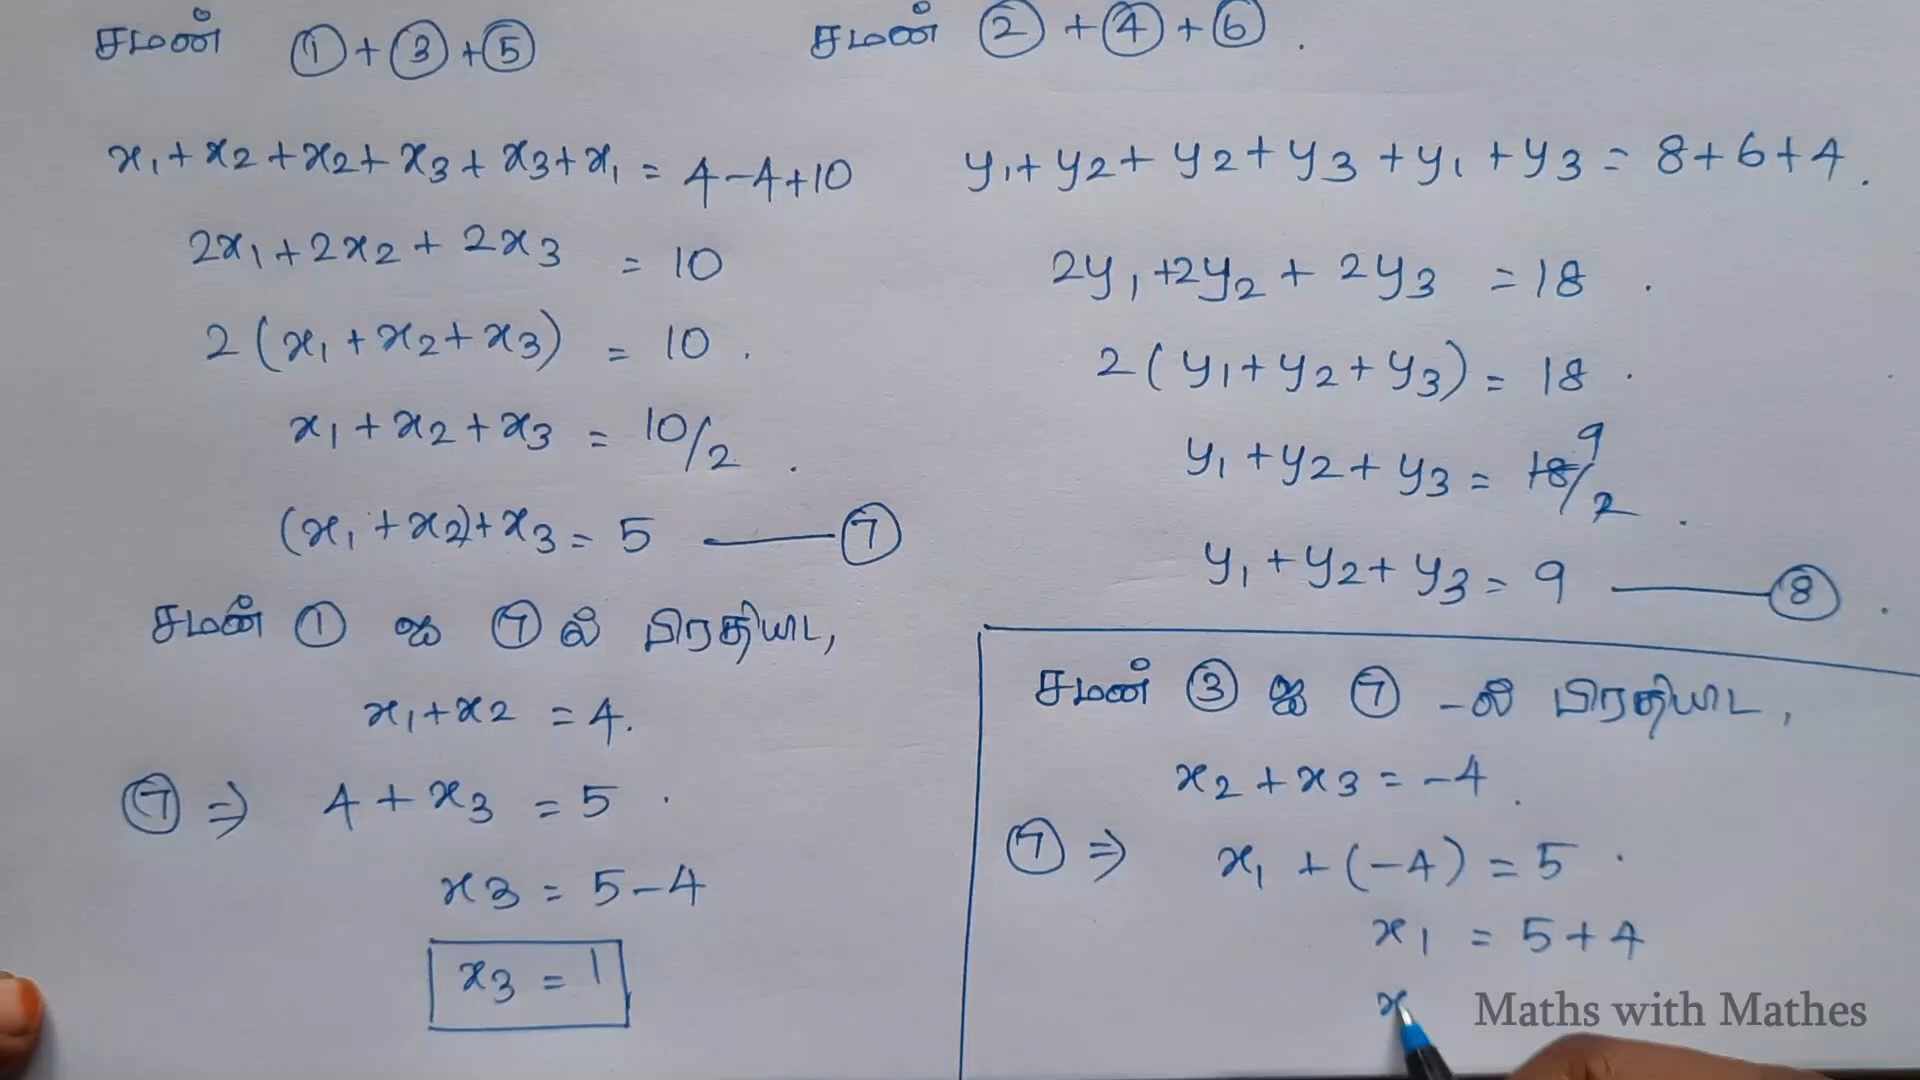 சமன் ① + ③ + ⑤
x₁ + x₂ + x₂ + x₃ + x₃ + x₁ = 4 - 4 + 10
2x₁ + 2x₂ + 2x₃ = 10
2 (x₁ + x₂ + x₃) = 10 .
x₁ + x₂ + x₃ = 10/2 .
(x₁ + x₂) + x₃ = 5 — ⑦
சமன் ① ஐ ⑦ ல் பிரதியிட,
x₁ + x₂ = 4.
⑦ ⇒ 4 + x₃ = 5 .
x₃ = 5 - 4
x₃ = 1
சமன் ② + ④ + ⑥ .
y₁ + y₂ + y₂ + y₃ + y₁ + y₃ = 8 + 6 + 4 .
2y₁ + 2y₂ + 2y₃ = 18 .
2 (y₁ + y₂ + y₃) = 18 .
y₁ + y₂ + y₃ = 18/2 9 .
y₁ + y₂ + y₃ = 9 — ⑧ .
சமன் ③ ஐ ⑦ -ல் பிரதியிட ,
x₂ + x₃ = -4 .
⑦ ⇒ x₁ + (-4) = 5 .
x₁ = 5 + 4
x
Maths with Mathes